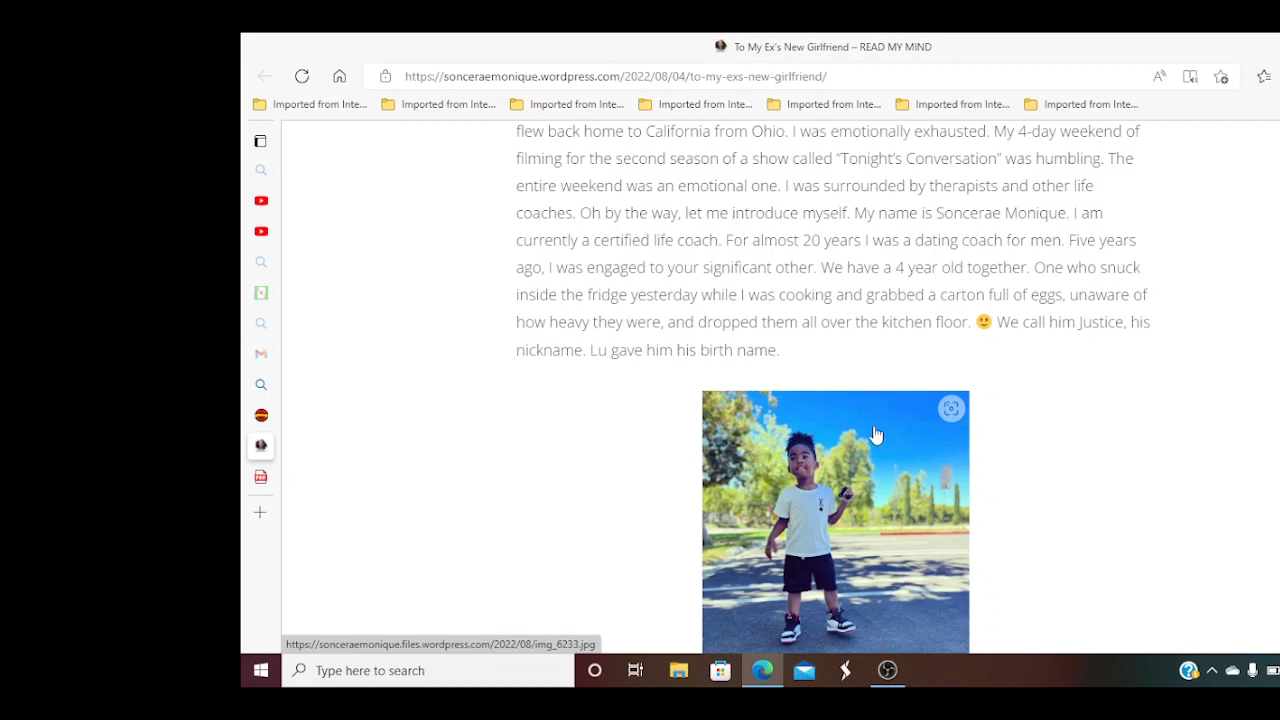 To My Ex's New Girlfriend – READ MY MIND
https://sonceraemonique.wordpress.com/2022/08/04/to-my-exs-new-girlfriend/
Imported from Inte... Imported from Inte... Imported from Inte... Imported from Inte... Imported from Inte... Imported from Inte... Imported from Inte...
flew back home to California from Ohio. I was emotionally exhausted. My 4-day weekend of
filming for the second season of a show called “Tonight’s Conversation” was humbling. The
entire weekend was an emotional one. I was surrounded by therapists and other life
coaches. Oh by the way, let me introduce myself. My name is Soncerae Monique. I am
currently a certified life coach. For almost 20 years I was a dating coach for men. Five years
ago, I was engaged to your significant other. We have a 4 year old together. One who snuck
inside the fridge yesterday while I was cooking and grabbed a carton full of eggs, unaware of
how heavy they were, and dropped them all over the kitchen floor. 🙂 We call him Justice, his
nickname. Lu gave him his birth name.
https://sonceraemonique.files.wordpress.com/2022/08/img_6233.jpg
Type here to search